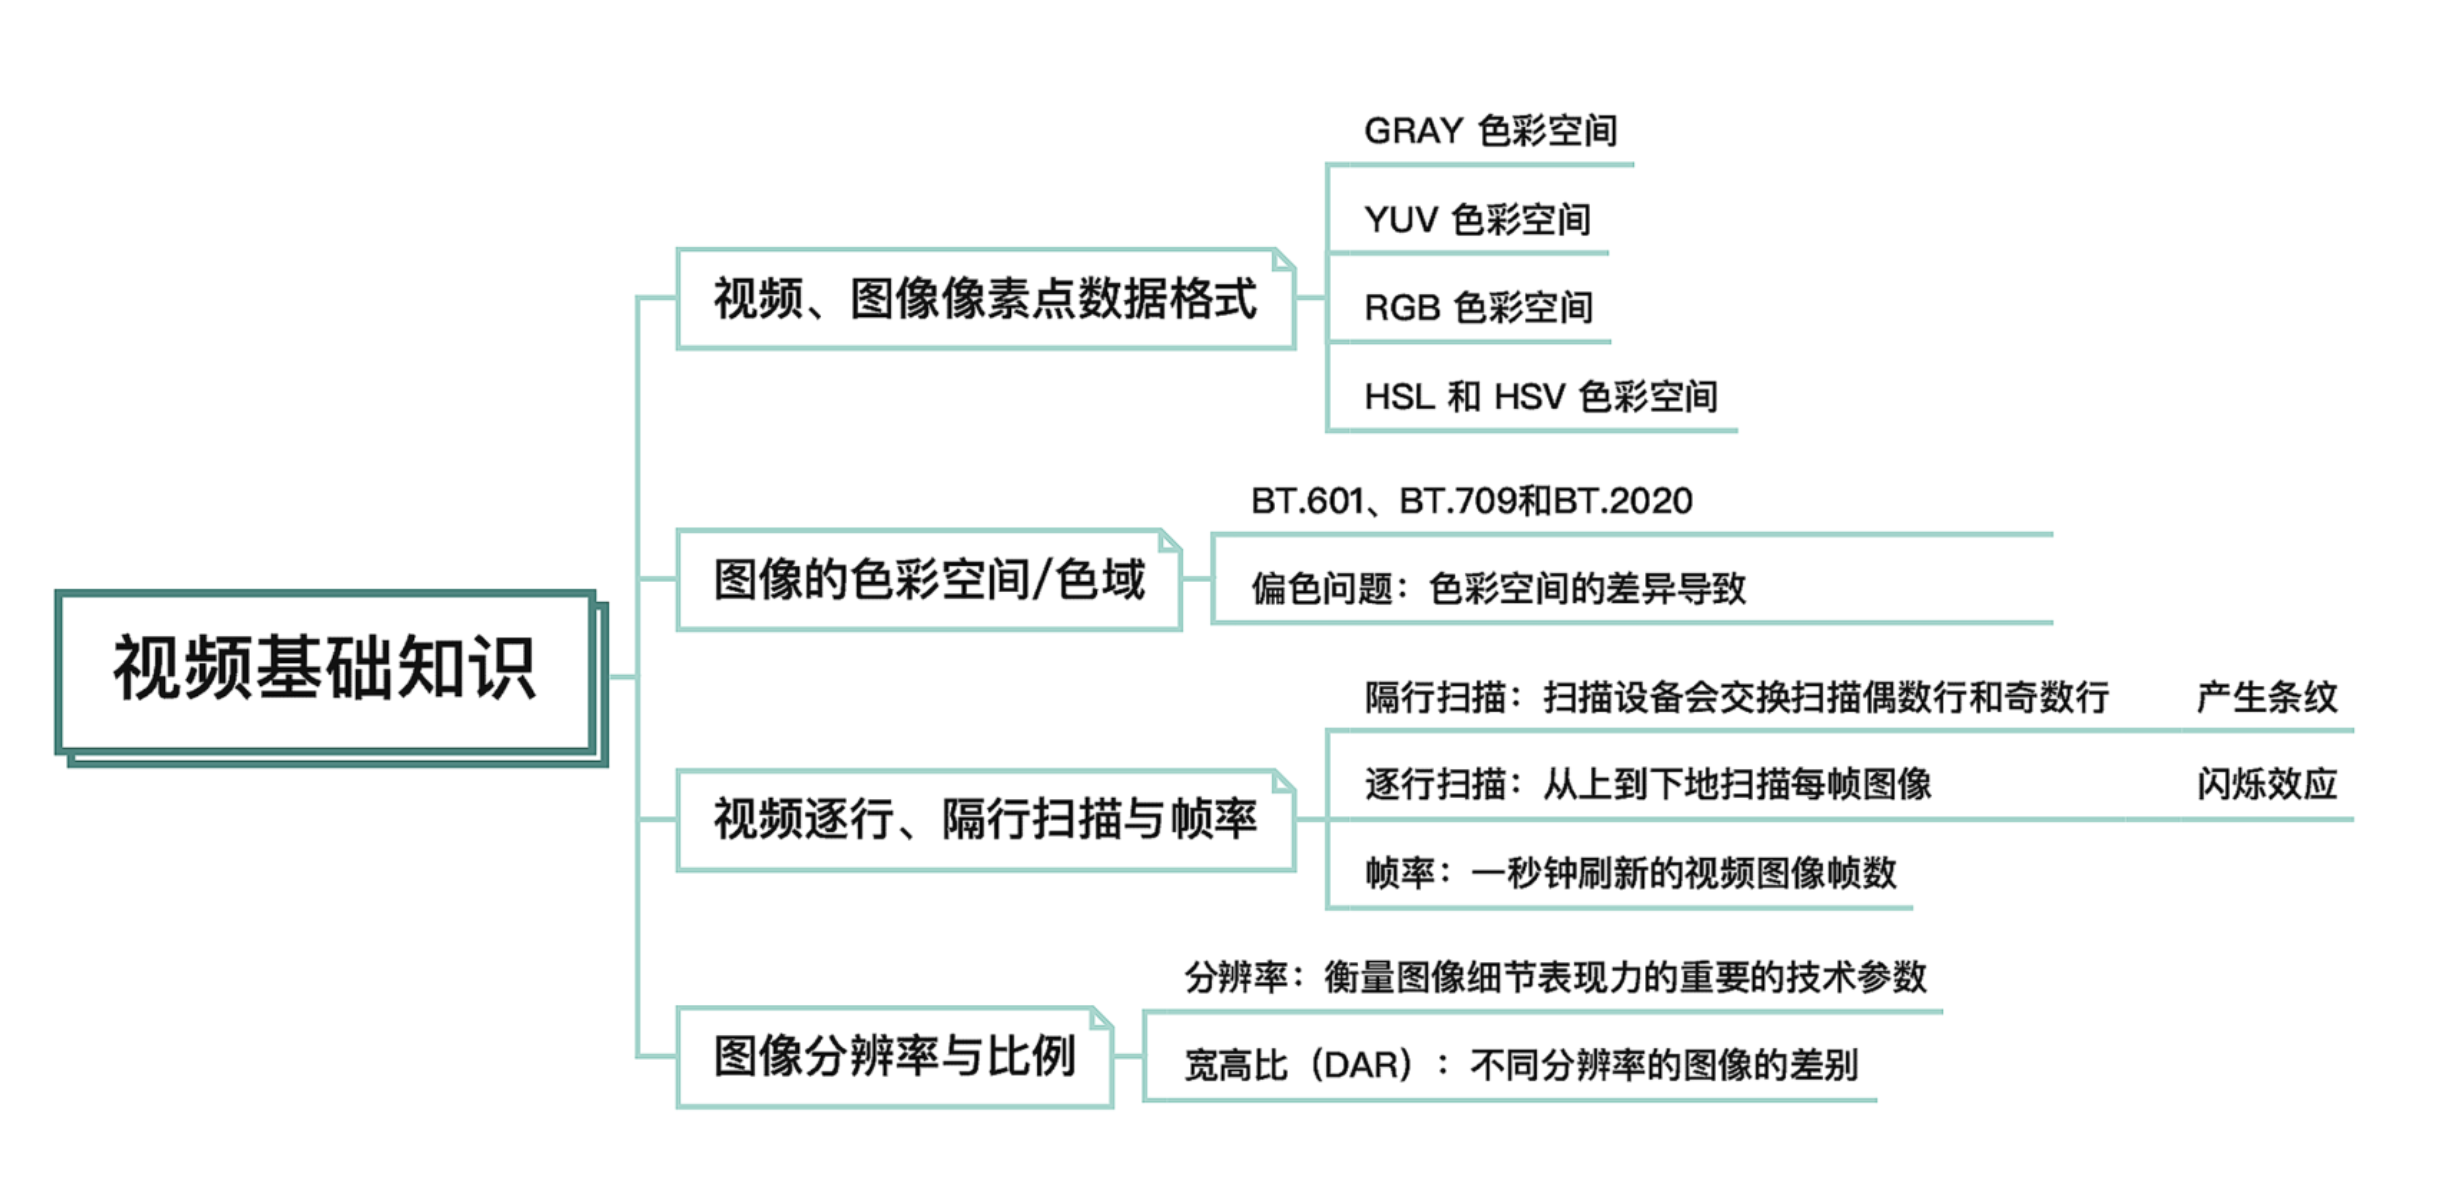 视频基础知识
视频、图像像素点数据格式
GRAY 色彩空间
YUV 色彩空间
RGB 色彩空间
HSL 和 HSV 色彩空间
图像的色彩空间/色域
BT.601、BT.709和BT.2020
偏色问题：色彩空间的差异导致
视频逐行、隔行扫描与帧率
隔行扫描：扫描设备会交换扫描偶数行和奇数行
产生条纹
逐行扫描：从上到下地扫描每帧图像
闪烁效应
帧率：一秒钟刷新的视频图像帧数
图像分辨率与比例
分辨率：衡量图像细节表现力的重要的技术参数
宽高比（DAR）：不同分辨率的图像的差别